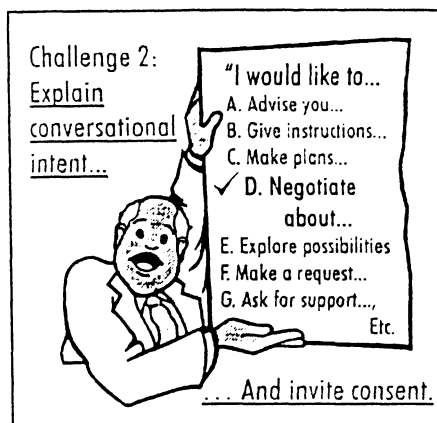 Challenge 2:
Explain
conversational
intent...
"I would like to...
A. Advise you...
B. Give instructions...
C. Make plans...
✓ D. Negotiate
about...
E. Explore possibilities
F. Make a request...
G. Ask for support...,
Etc.
... And invite consent.